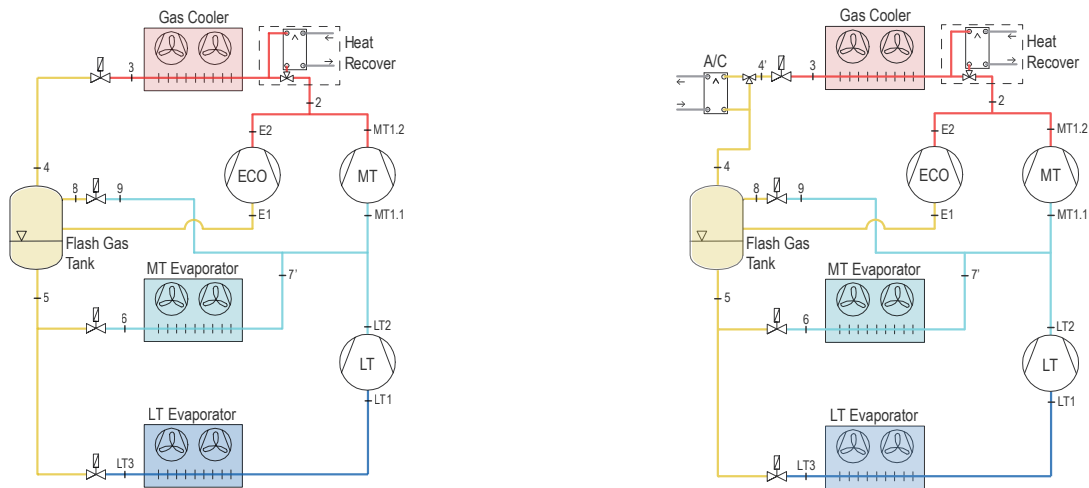 Gas Cooler
Heat
Recover
3
2
E2
MT1.2
ECO
MT
4
8
9
E1
MT1.1
Flash Gas
Tank
MT Evaporator
7'
5
6
LT2
LT
LT1
LT Evaporator
LT3
Gas Cooler
Heat
Recover
A/C
4'
3
2
E2
MT1.2
ECO
MT
4
8
9
E1
MT1.1
Flash Gas
Tank
MT Evaporator
7'
5
6
LT2
LT
LT1
LT Evaporator
LT3